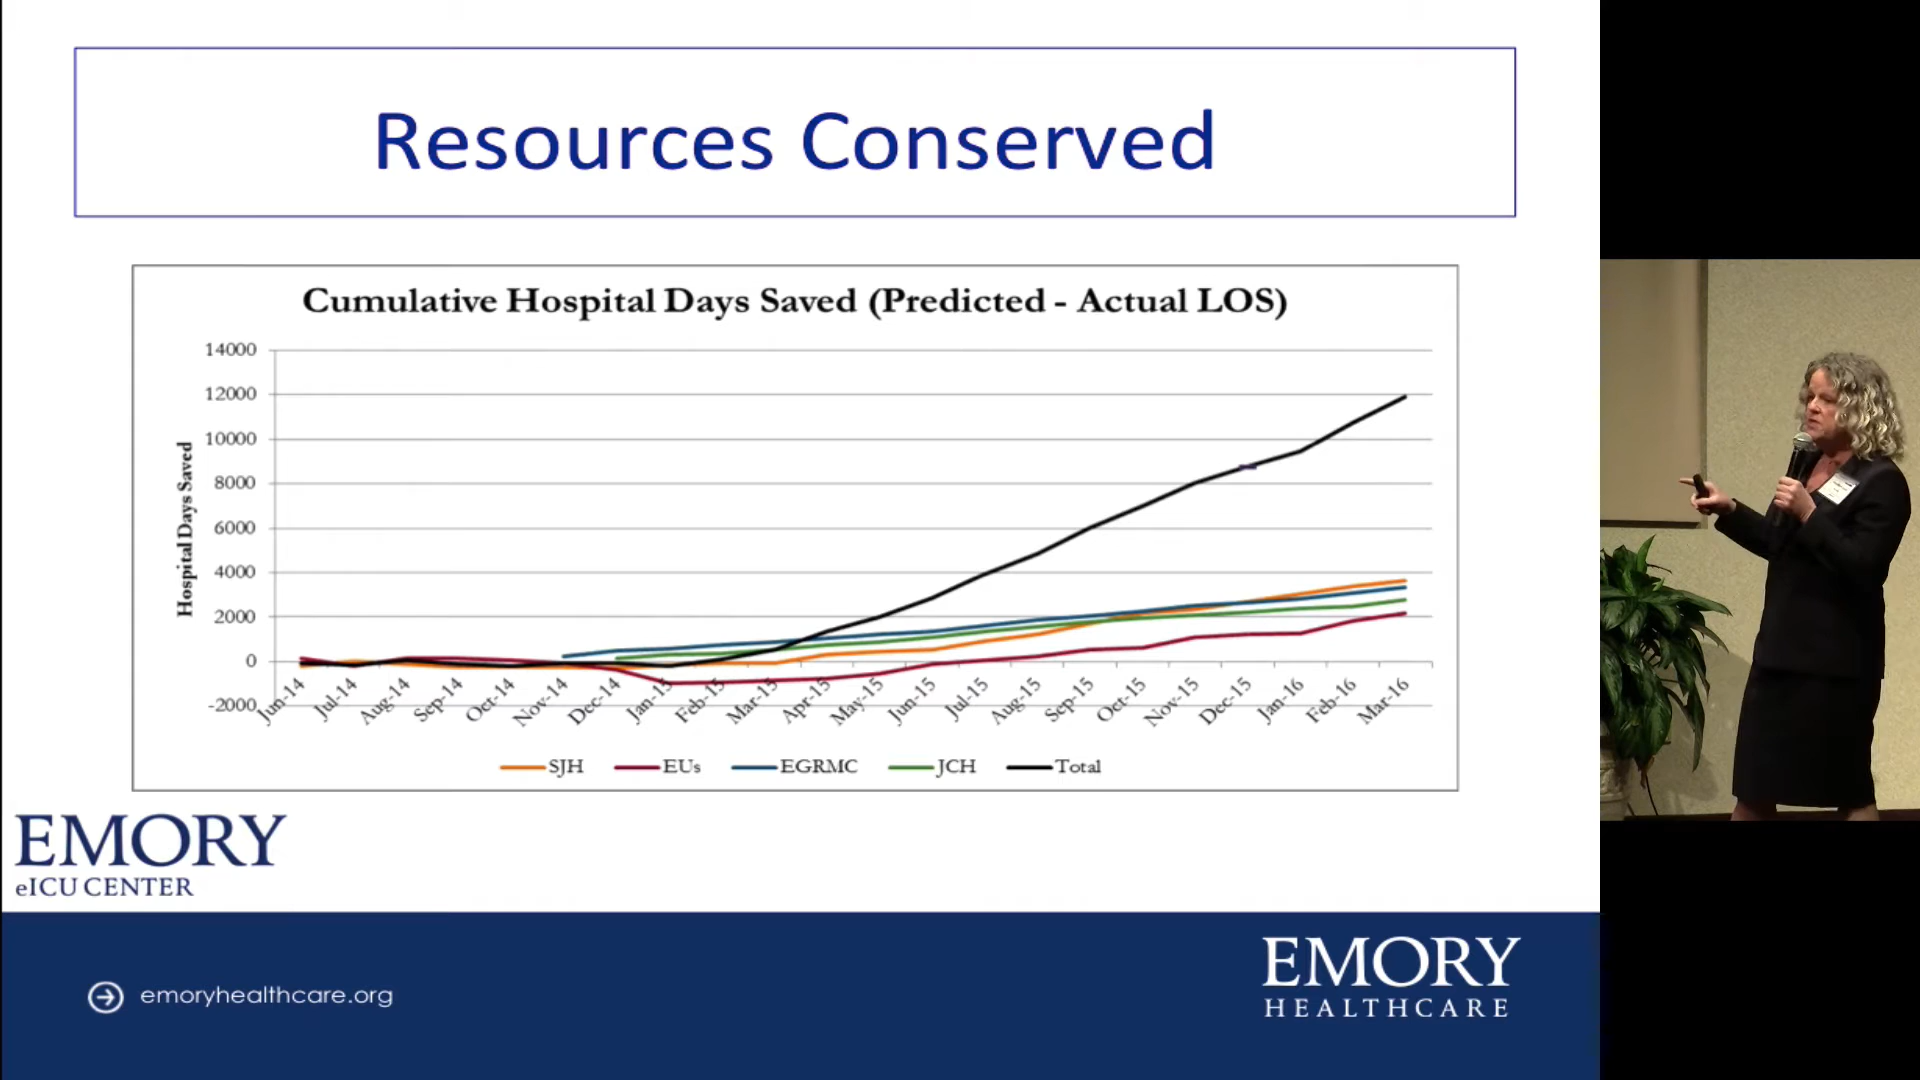 Resources Conserved
Cumulative Hospital Days Saved (Predicted - Actual LOS)
Hospital Days Saved
14000
12000
10000
8000
6000
4000
2000
0
-2000
Jun-14 Jul-14 Aug-14 Sep-14 Oct-14 Nov-14 Dec-14 Jan-15 Feb-15 Mar-15 Apr-15 May-15 Jun-15 Jul-15 Aug-15 Sep-15 Oct-15 Nov-15 Dec-15 Jan-16 Feb-16 Mar-16
SJH EUs EGRMC JCH Total
EMORY
eICU CENTER
emoryhealthcare.org
EMORY
HEALTHCARE